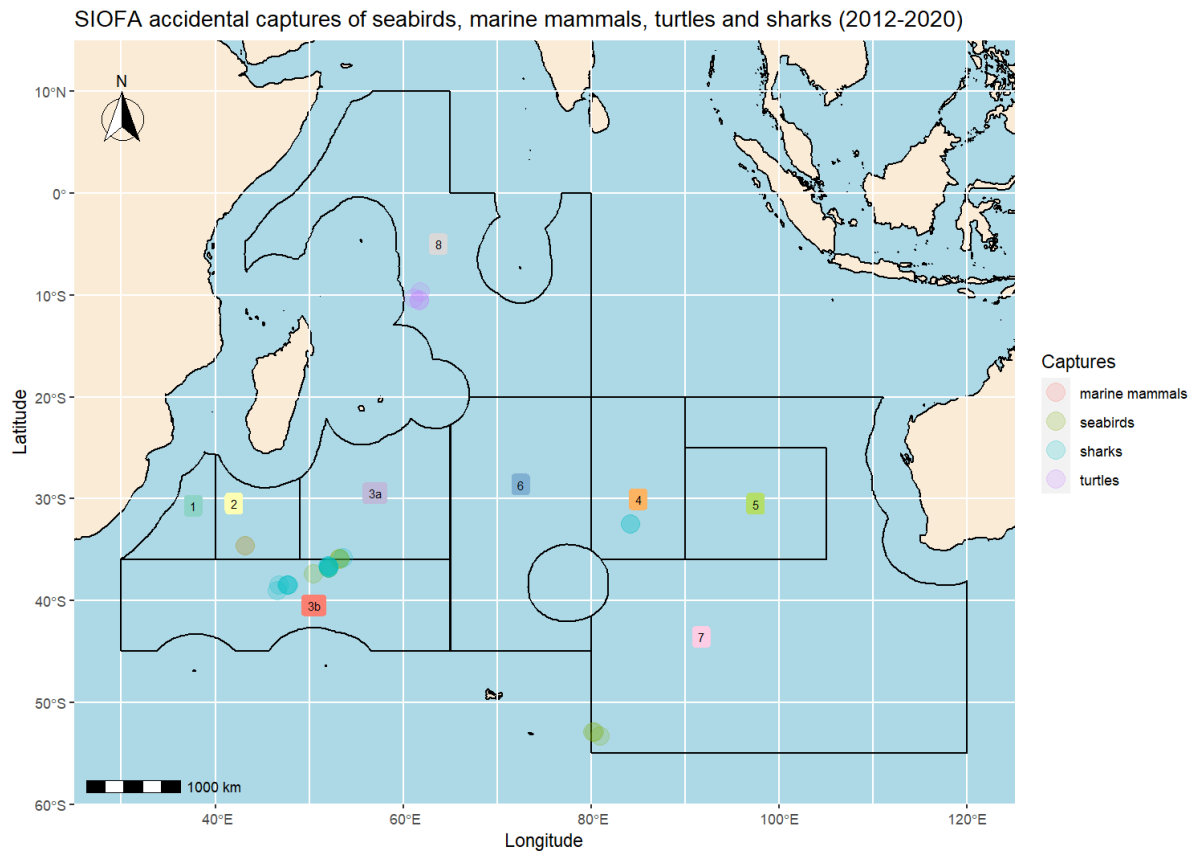 SIOFA accidental captures of seabirds, marine mammals, turtles and sharks (2012-2020)
N
10°N
0°
10°S
20°S
30°S
40°S
50°S
60°S
Latitude
8
6
3a
4
5
1
2
3b
7
1000 km
40°E
60°E
80°E
100°E
120°E
Longitude
Captures
marine mammals
seabirds
sharks
turtles